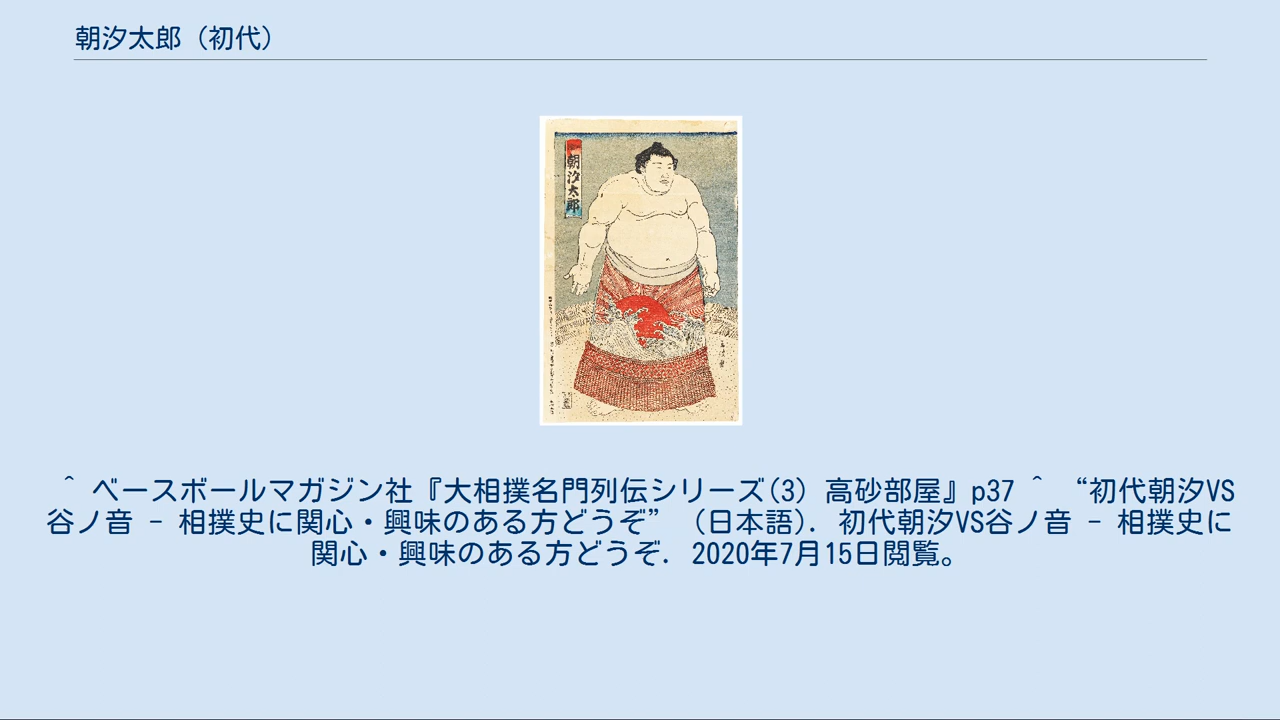 朝汐太郎（初代）
朝汐太郎
^ ベースボールマガジン社『大相撲名門列伝シリーズ(3) 高砂部屋』p37 ^ “初代朝汐VS
谷ノ音 - 相撲史に関心・興味のある方どうぞ” （日本語）. 初代朝汐VS谷ノ音 - 相撲史に
関心・興味のある方どうぞ. 2020年7月15日閲覧。